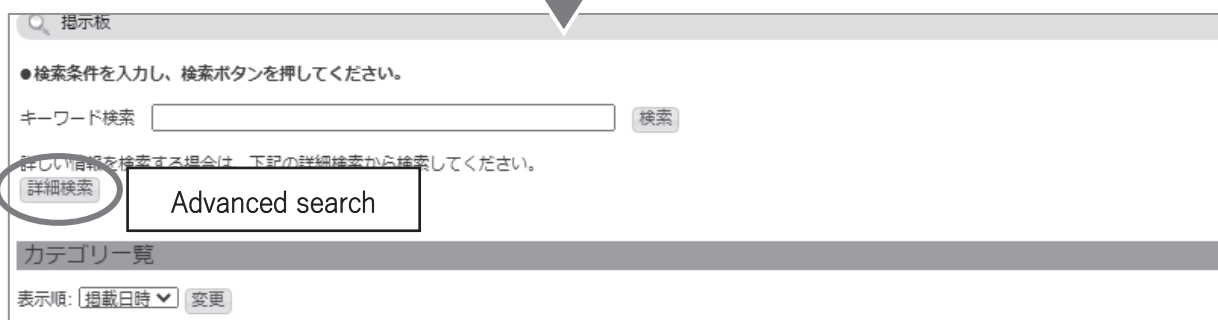 掲示板
●検索条件を入力し、検索ボタンを押してください。
キーワード検索 検索
詳しい情報を検索する場合は、下記の詳細検索から検索してください。
詳細検索
Advanced search
カテゴリ一覧
表示順: 掲載日時 変更